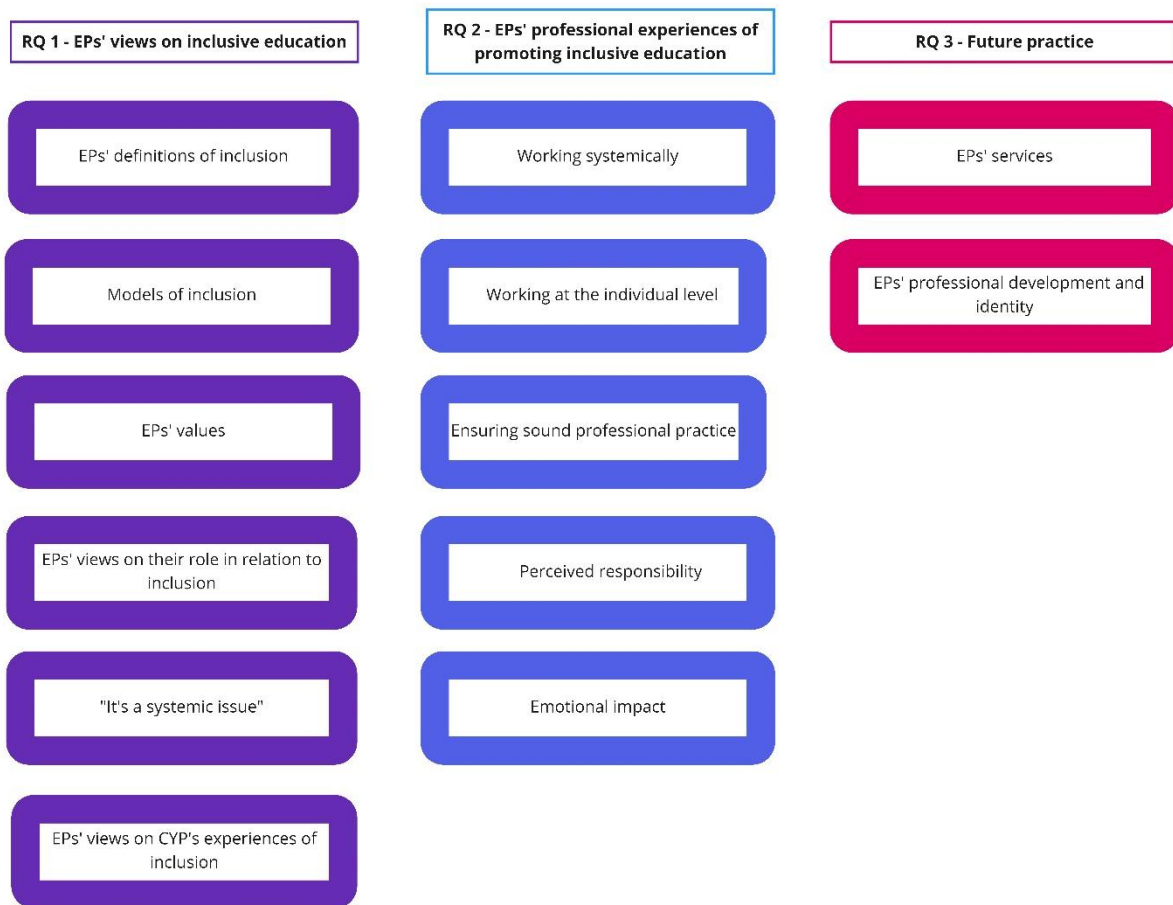 RQ 1 - EPs' views on inclusive education
EPs' definitions of inclusion
Models of inclusion
EPs' values
EPs' views on their role in relation to
inclusion
"It's a systemic issue"
EPs' views on CYP's experiences of
inclusion
RQ 2 - EPs' professional experiences of
promoting inclusive education
Working systemically
Working at the individual level
Ensuring sound professional practice
Perceived responsibility
Emotional impact
RQ 3 - Future practice
EPs' services
EPs' professional development and
identity